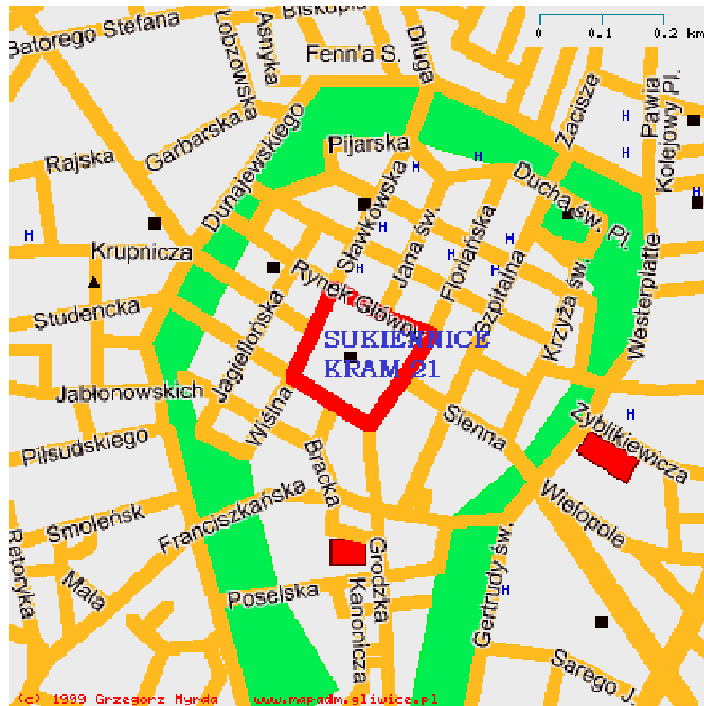 Batorego Stefana
Łobzowska
Asnyka
Biskupia
Fenn'a S.
Długa
0 0.1 0.2 km
Zacisze
Pawia
Kolejowy Pl.
Garbarska
Rajska
Dunajewskiego
Pijarska
H
H
H
H
H
Ducha św. Pl.
Sławkowska
Jana św.
Floriańska
Szpitalna
Krzyża św.
Westerplatte
H
H
H
H
H
H
Krupnicza
Studencka
Rynek Główny
Jagiellońska
SUKIENNICE
KRAM 21
Jabłonowskich
Wiślna
Sienna
H
Zyblikiewicza
Piłsudskiego
Bracka
Franciszkańska
Smoleńsk
Wielopole
Retoryka
Mała
Poselska
Grodzka
Kanonicza
Gertrudy św.
H
Sarego J.
(c) 1999 Grzegorz Myrda www.mapadm.gliwice.pl